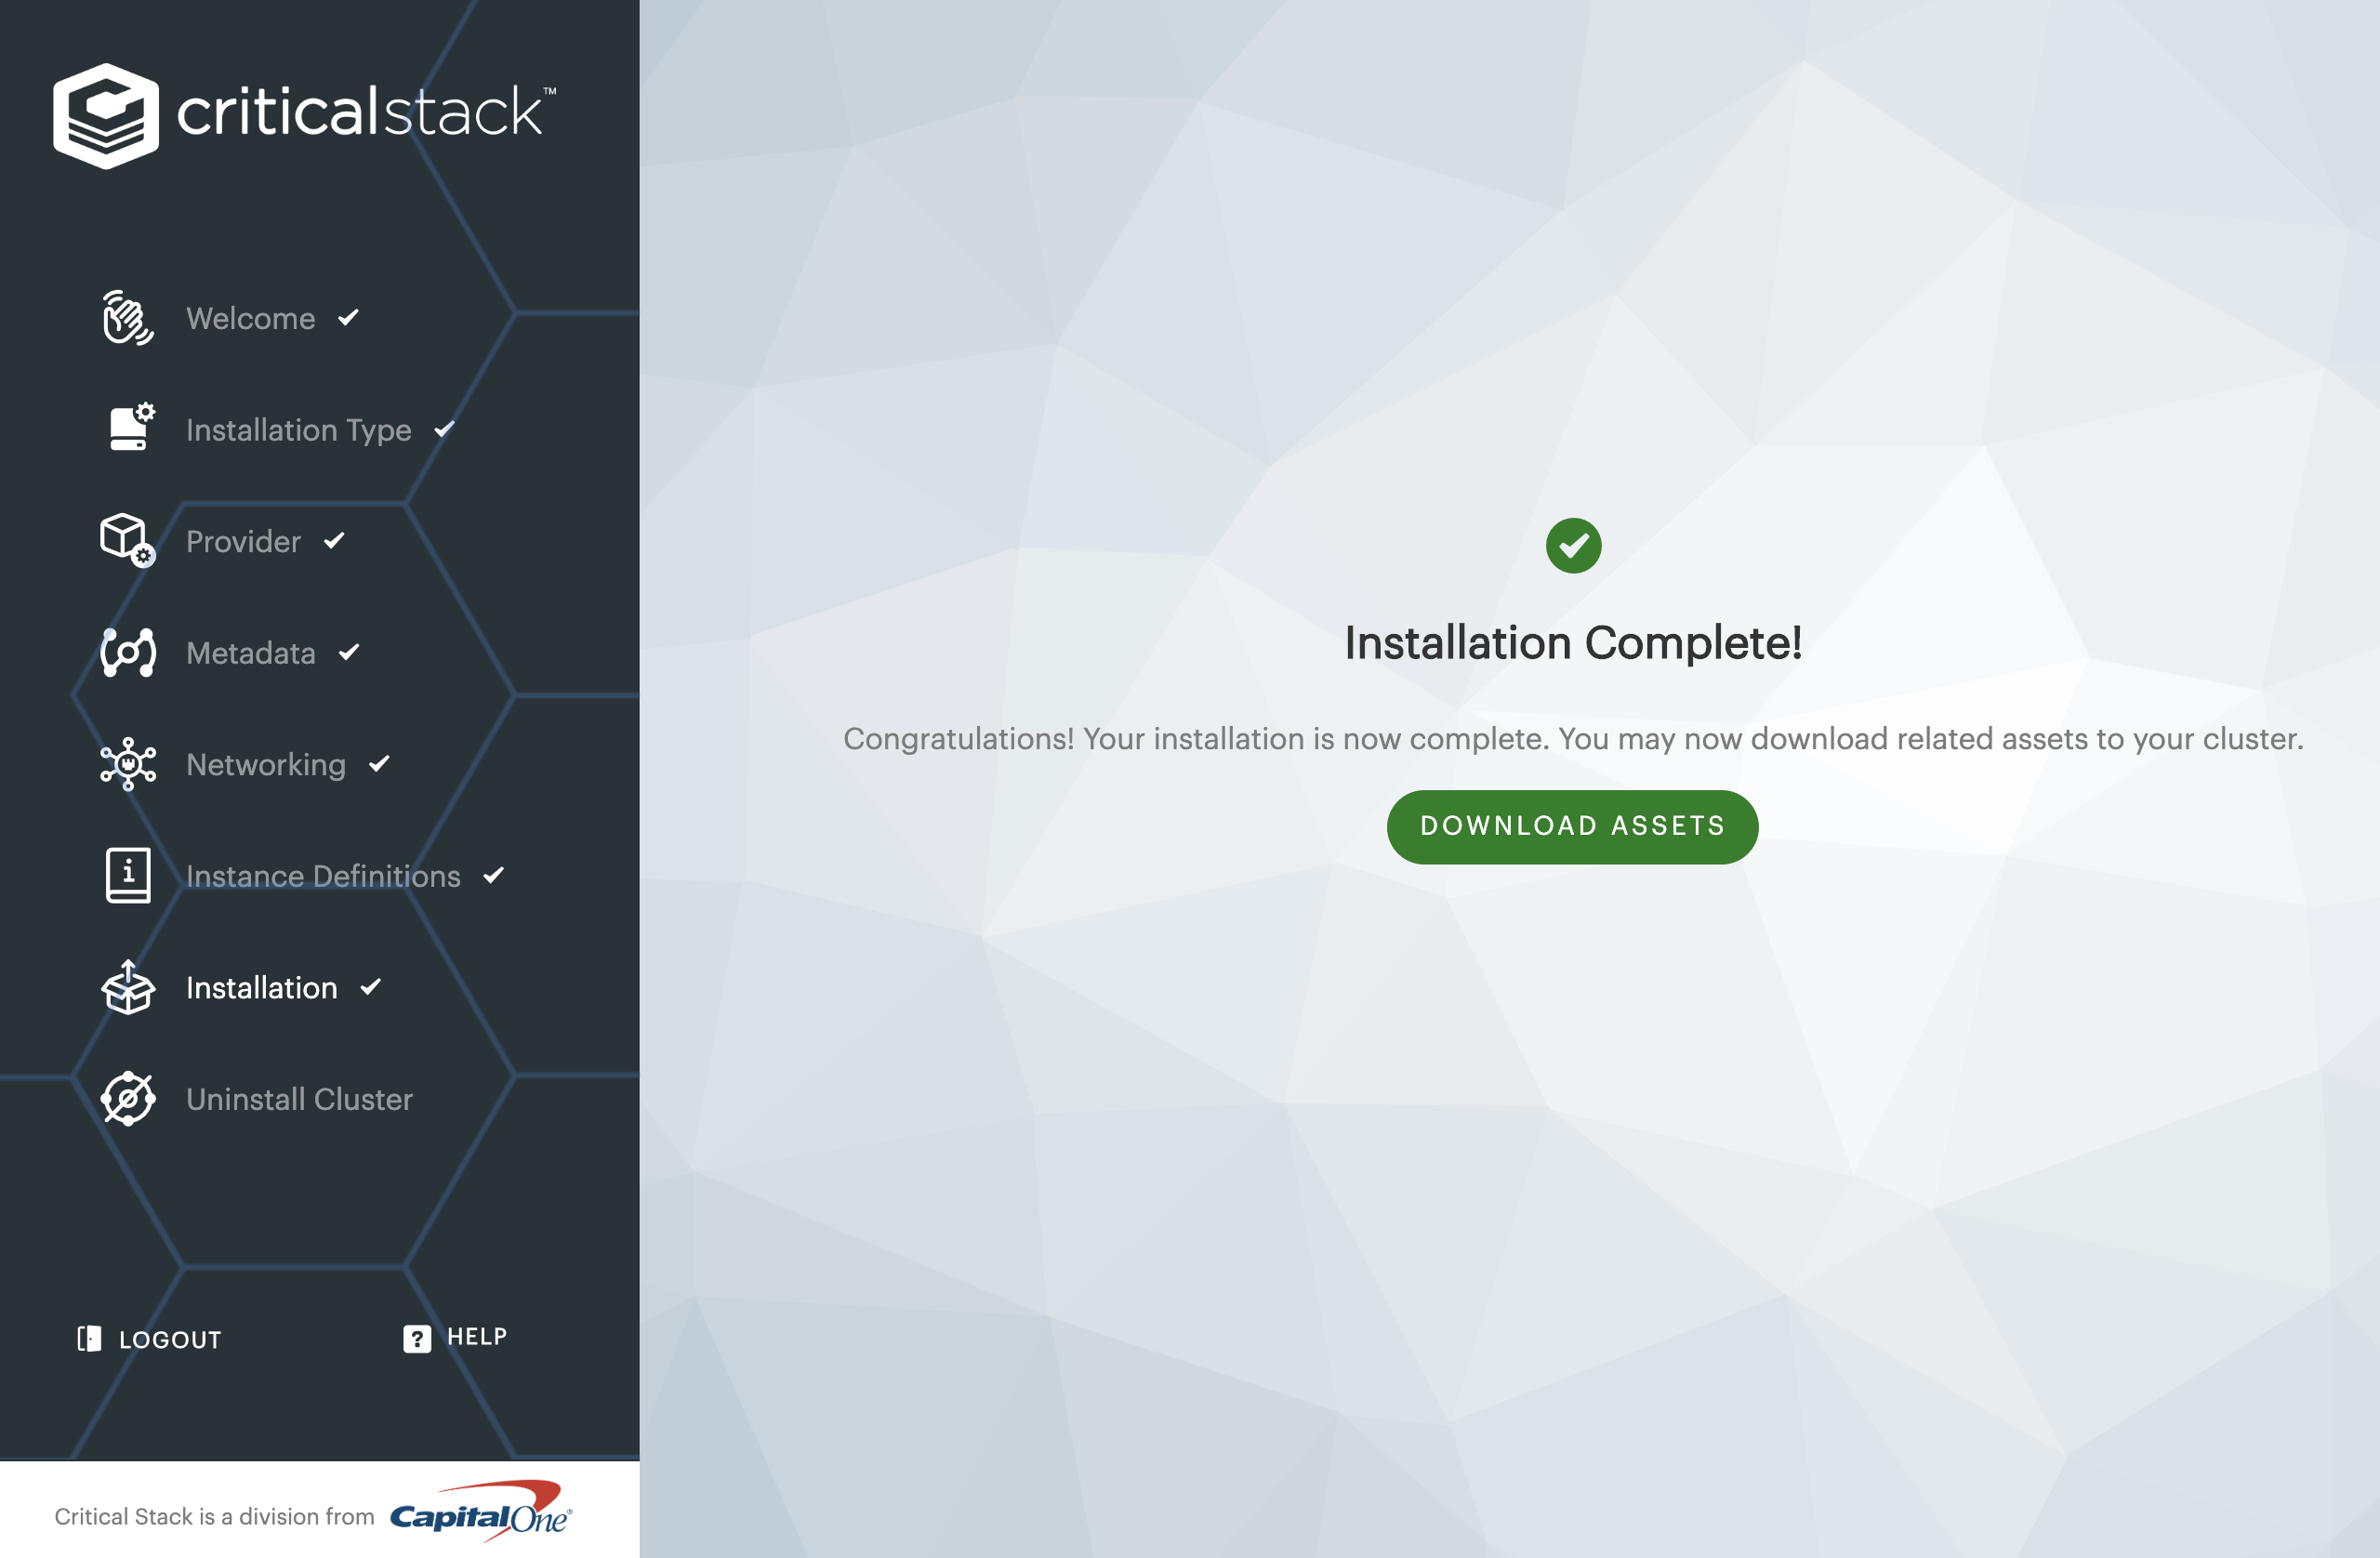 criticalstack™
Welcome
Installation Type
Provider
Metadata
Networking
Instance Definitions
Installation
Uninstall Cluster
LOGOUT
HELP
Critical Stack is a division from CapitalOne®
Installation Complete!
Congratulations! Your installation is now complete. You may now download related assets to your cluster.
DOWNLOAD ASSETS